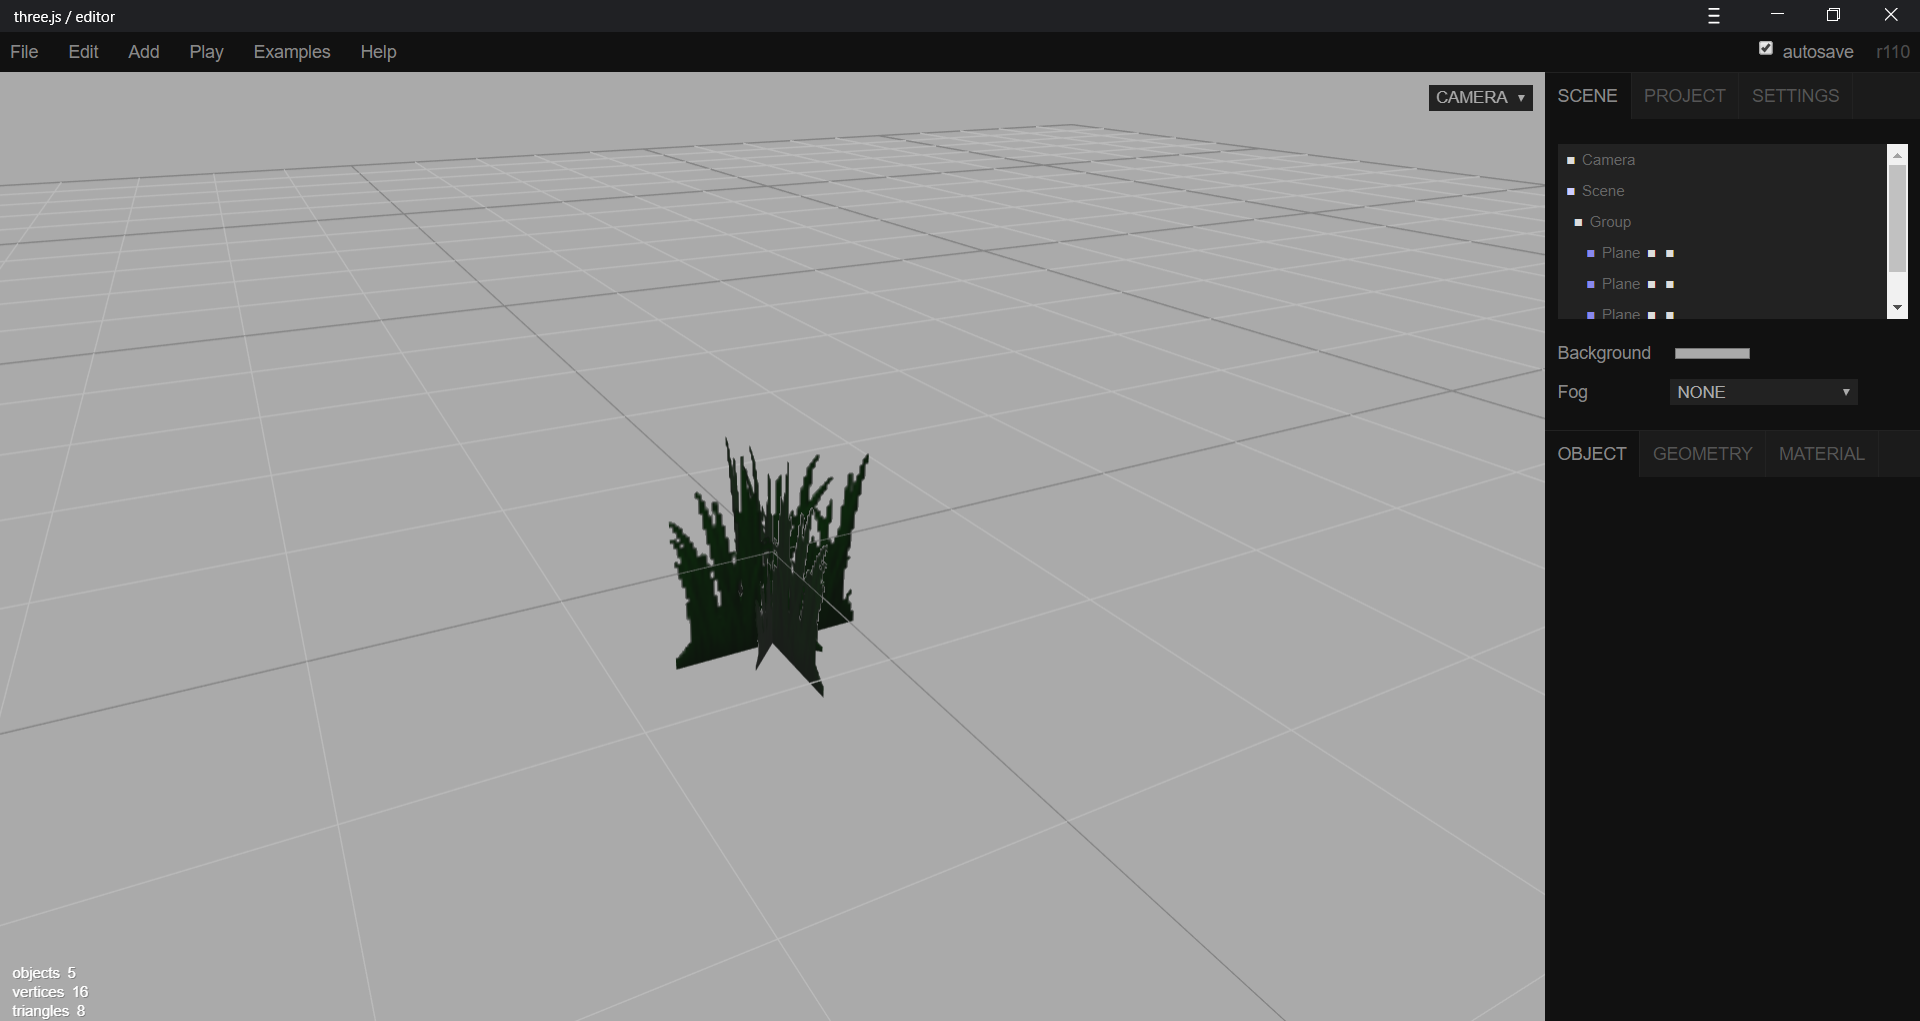 three.js / editor
File Edit Add Play Examples Help autosave r110
CAMERA
SCENE PROJECT SETTINGS
Camera
Scene
Group
Plane
Plane
Plane
Background
Fog NONE
OBJECT GEOMETRY MATERIAL
objects 5
vertices 16
triangles 8